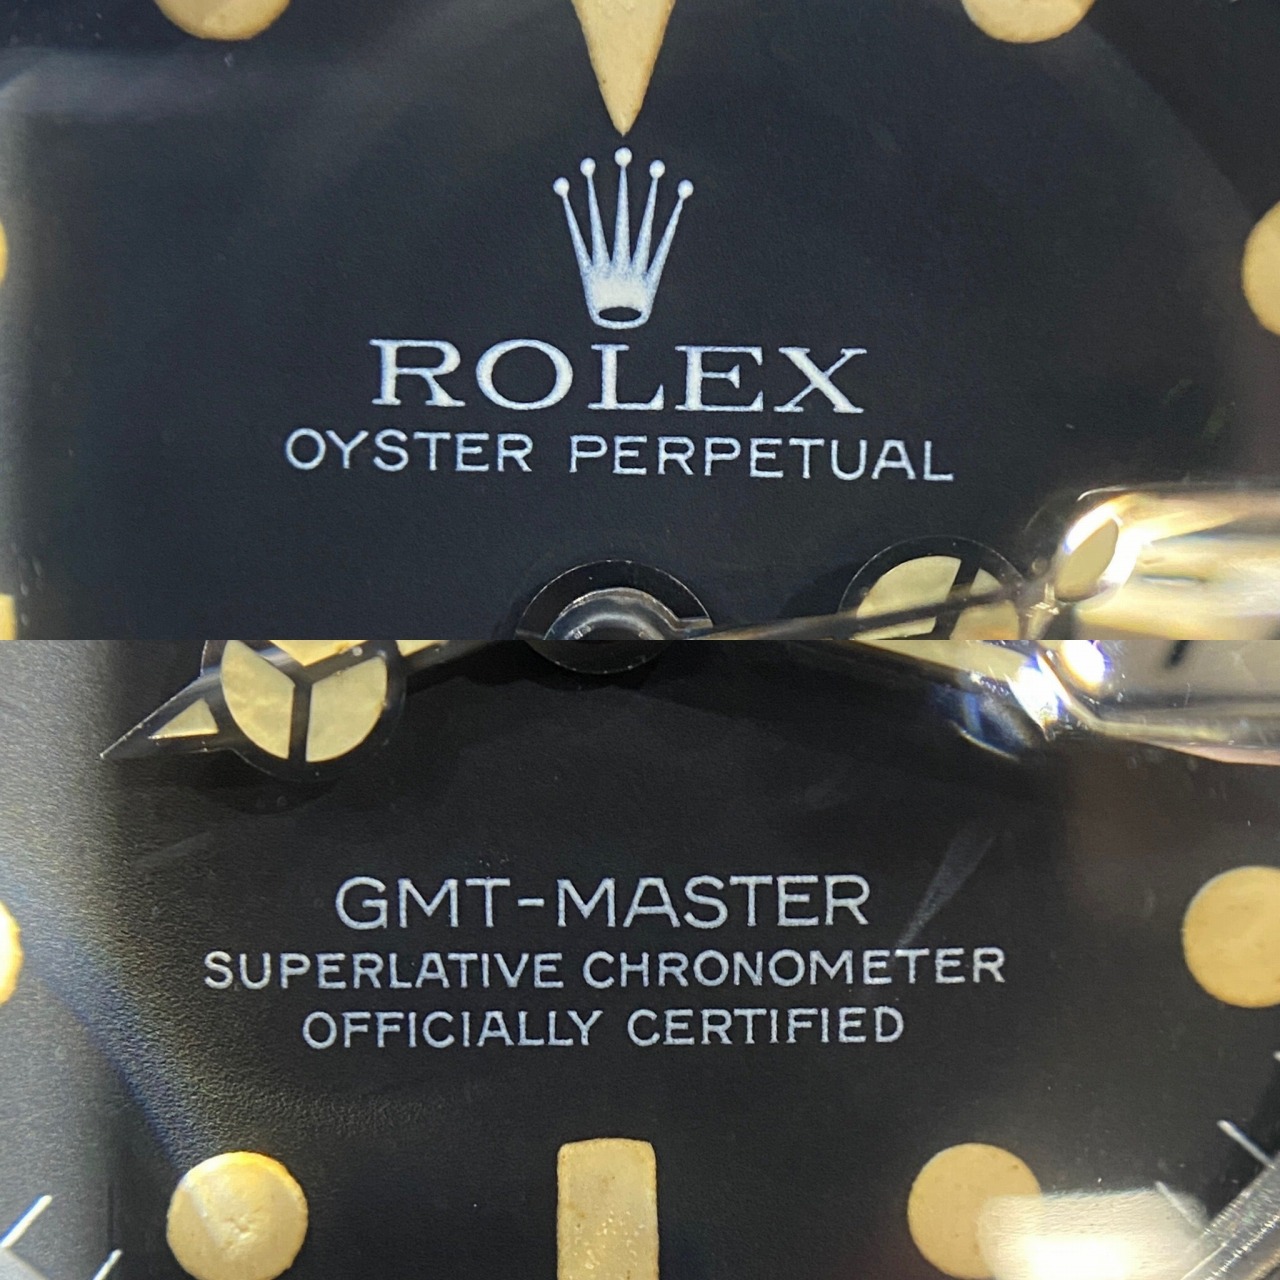 ROLEX
OYSTER PERPETUAL
GMT-MASTER
SUPERLATIVE CHRONOMETER
OFFICIALLY CERTIFIED